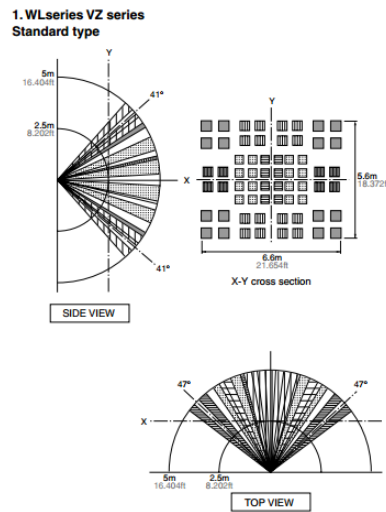 1. WLseries VZ series
Standard type
Y
5m
16.404ft
41°
2.5m
8.202ft
Y
X
X
5.6m
18.372ft
6.6m
21.654ft
41°
X-Y cross section
SIDE VIEW
47°
47°
X
5m
16.404ft
2.5m
8.202ft
TOP VIEW